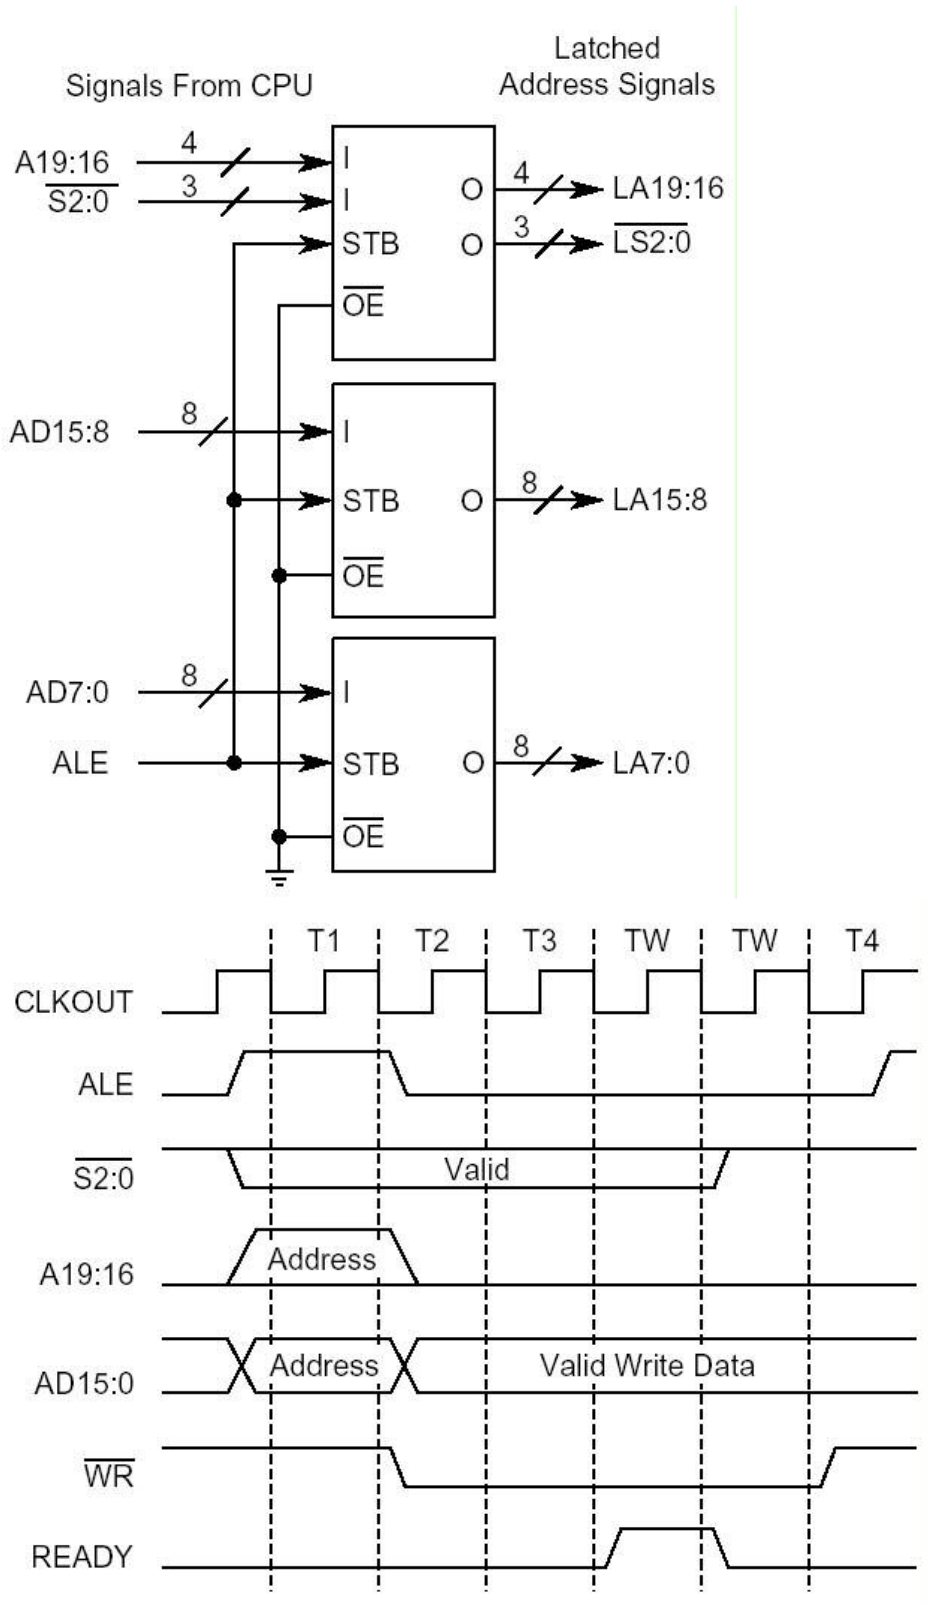 Latched
Address Signals
Signals From CPU
A19:16
4
I
S2:0
3
I
O
4
LA19:16
STB
O
3
LS2:0
OE
AD15:8
8
I
STB
O
8
LA15:8
OE
AD7:0
8
I
ALE
STB
O
8
LA7:0
OE
T1 T2 T3 TW TW T4
CLKOUT
ALE
S2:0
Valid
A19:16
Address
AD15:0
Address
Valid Write Data
WR
READY